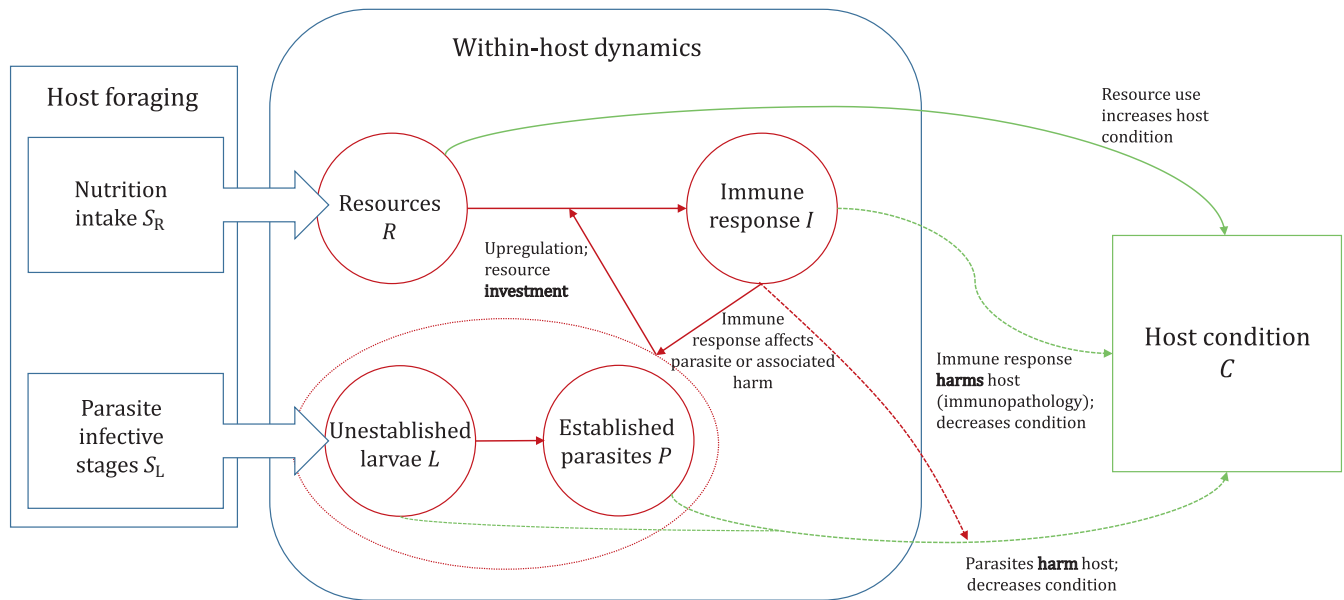 Within-host dynamics
Host foraging
Nutrition
intake S_R
Parasite
infective
stages S_L
Resources
R
Immune
response I
Upregulation;
resource
investment
Immune
response affects
parasite or associated
harm
Unestablished
larvae L
Established
parasites P
Resource use
increases host
condition
Immune response
harms host
(immunopathology);
decreases condition
Host condition
C
Parasites harm host;
decreases condition